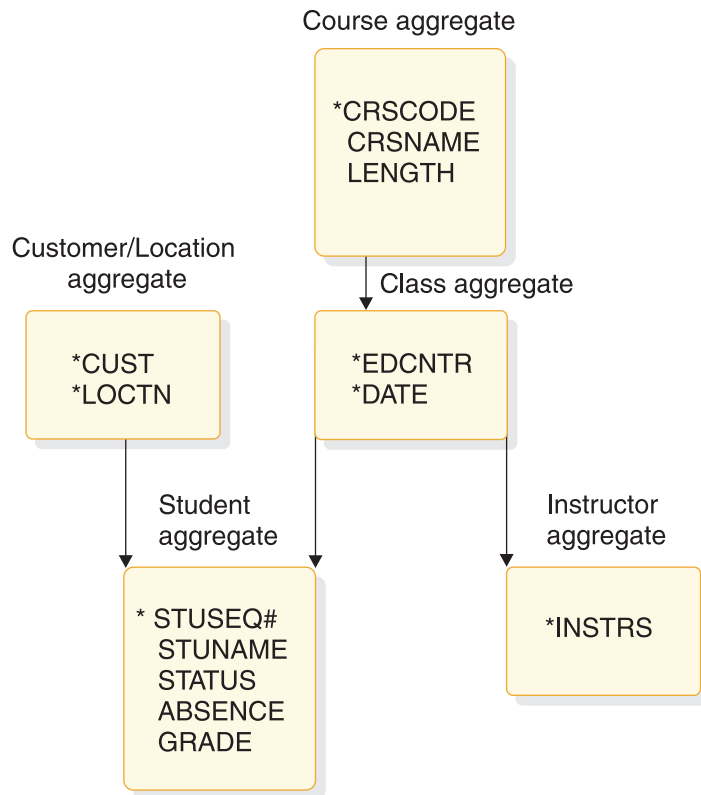 Course aggregate
*CRSCODE
CRSNAME
LENGTH
Customer/Location
aggregate
Class aggregate
*CUST
*LOCTN
*EDCNTR
*DATE
Student
aggregate
Instructor
aggregate
* STUSEQ#
STUNAME
STATUS
ABSENCE
GRADE
*INSTRS